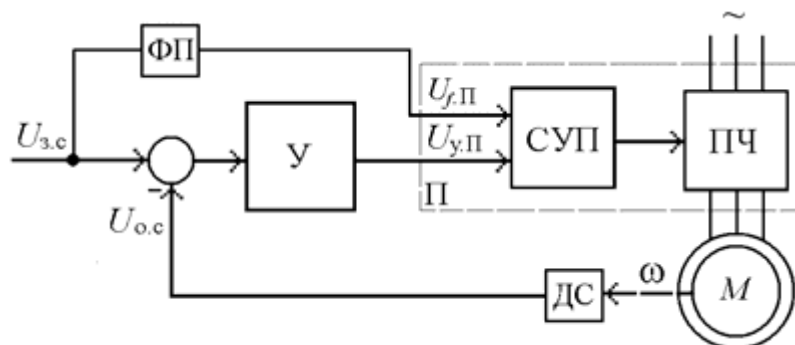 ~
ФП
U_f.П
U_з.с
У
U_у.П
СУП
ПЧ
-
П
U_о.с
ДС
ω
М